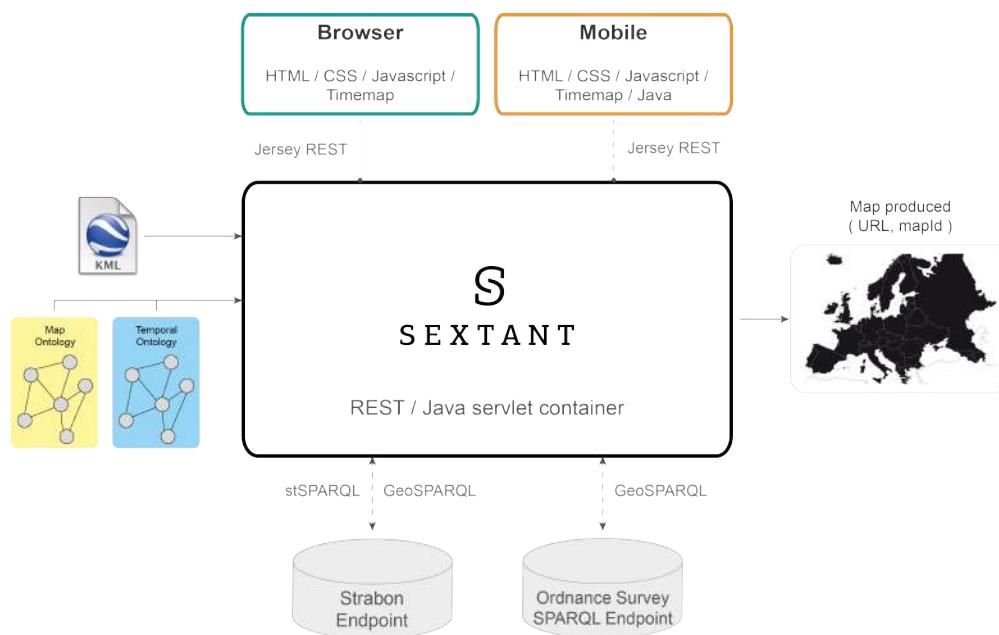 Browser
HTML / CSS / Javascript /
Timemap
Mobile
HTML / CSS / Javascript /
Timemap / Java
Jersey REST
Jersey REST
KML
Map
Ontology
Temporal
Ontology
S
SEXTANT
REST / Java servlet container
Map produced
( URL, mapId )
stSPARQL
GeoSPARQL
GeoSPARQL
Strabon
Endpoint
Ordnance Survey
SPARQL Endpoint